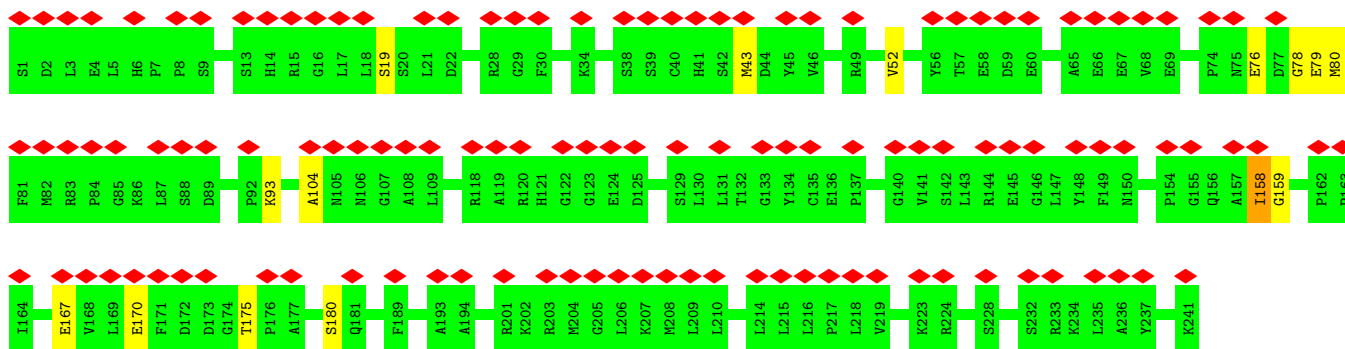 S1 D2 L3 E4 L5 H6 P7 P8 S9 S13 H14 R15 G16 L17 L18 S19 S20 L21 D22 R28 G29 F30 K34 S38 S39 C40 H41 S42 M43 D44 Y45 V46 R49 V52 Y56 T57 E58 D59 E60 A65 E66 E67 V68 E69 P74 N75 E76 D77 G78 E79 M80
F81 M82 R83 P84 G85 K86 L87 S88 D89 P92 K93 A104 N105 N106 G107 A108 L109 R118 A119 R120 H121 G122 G123 E124 D125 S129 L130 L131 T132 G133 Y134 C135 E136 P137 G140 V141 S142 L143 R144 E145 G146 L147 Y148 F149 N150 P154 G155 Q156 A157 I158 G159 P162
I164 E167 V168 L169 E170 F171 D172 D173 G174 T175 P176 A177 S180 Q181 F189 A193 A194 R201 K202 R203 M204 G205 L206 K207 M208 L209 L210 L214 L215 L216 P217 L218 V219 K223 R224 S228 S232 R233 K234 L235 A236 Y237 K241